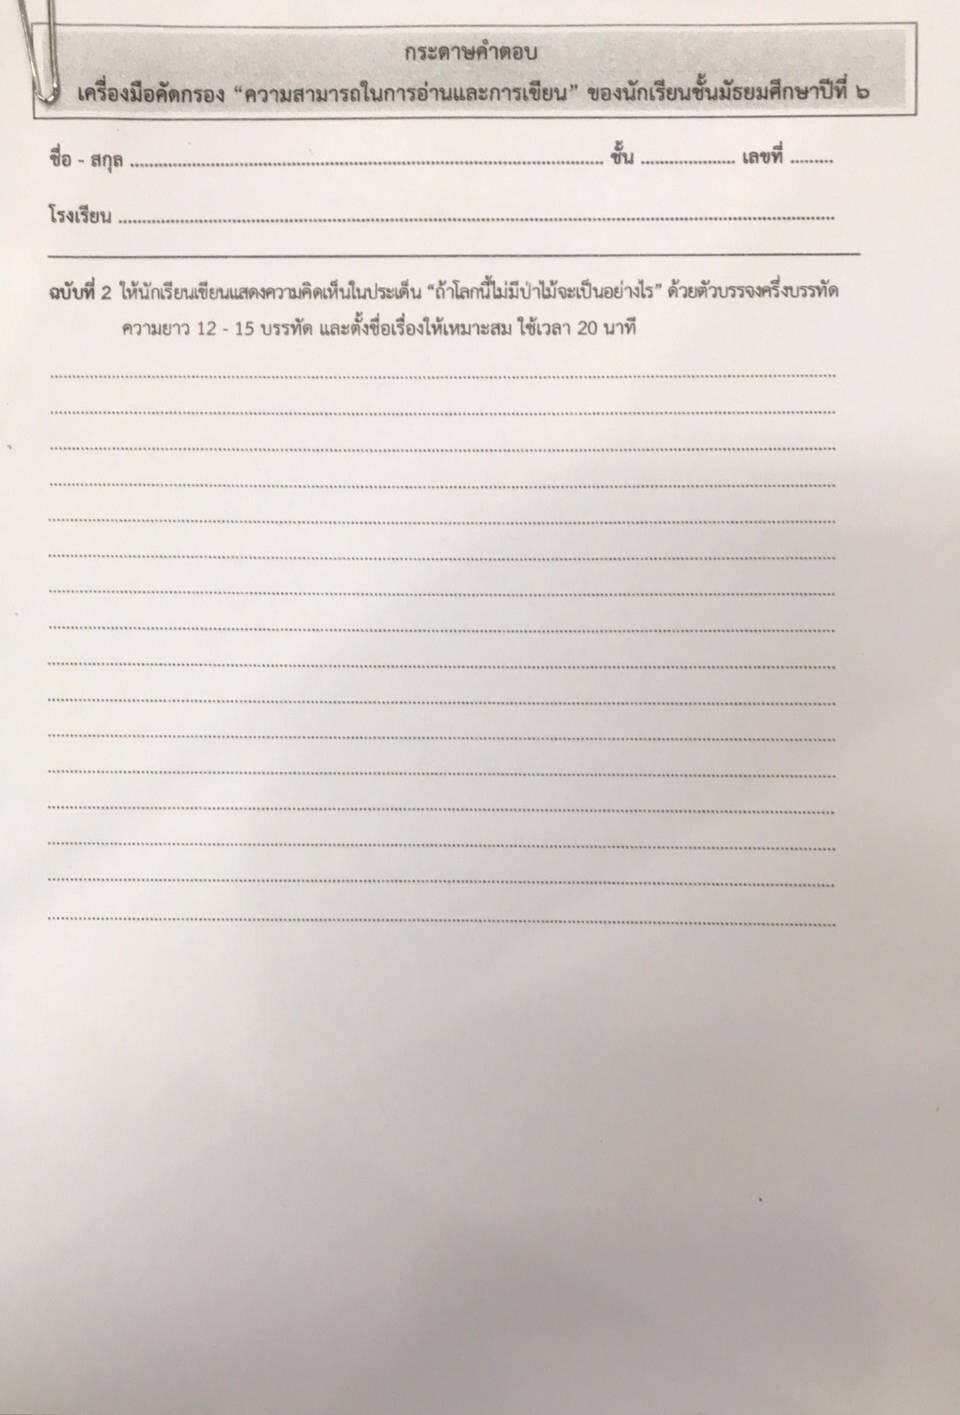 กระดาษคำตอบ
เครื่องมือคัดกรอง “ความสามารถในการอ่านและการเขียน” ของนักเรียนชั้นมัธยมศึกษาปีที่ ๖
ชื่อ - สกุล ........................................ ชั้น .................... เลขที่ .........
โรงเรียน ........................................
ฉบับที่ 2 ให้นักเรียนเขียนแสดงความคิดเห็นในประเด็น “ถ้าโลกนี้ไม่มีป่าไม้จะเป็นอย่างไร” ด้วยตัวบรรจงครึ่งบรรทัด
ความยาว 12 - 15 บรรทัด และตั้งชื่อเรื่องให้เหมาะสม ใช้เวลา 20 นาที